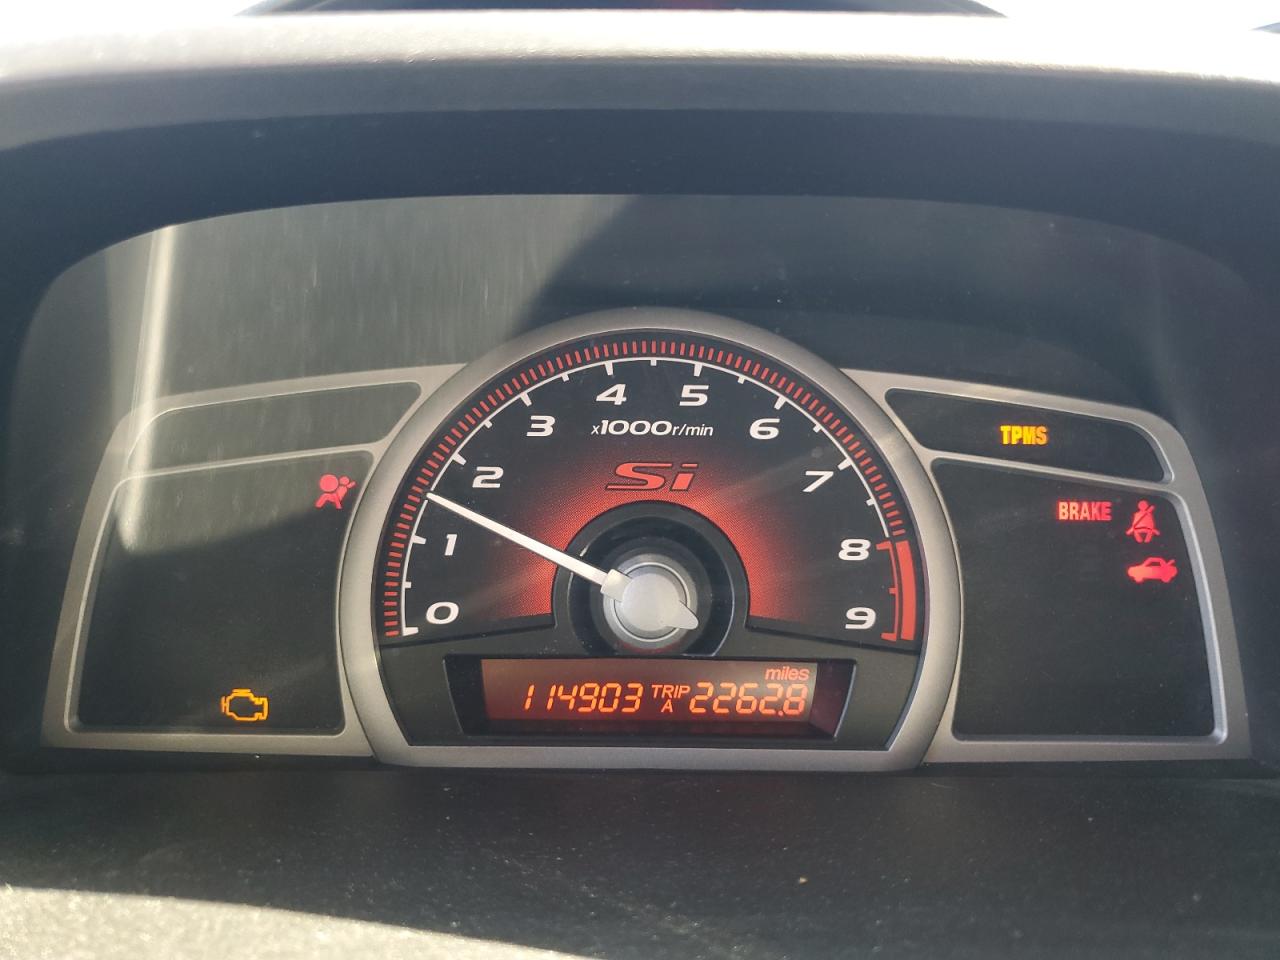 4 5
3 x1000r/min 6
TPMS
2 Si 7
BRAKE
1 8
0 9
miles
114903 TRIP A 2262.8